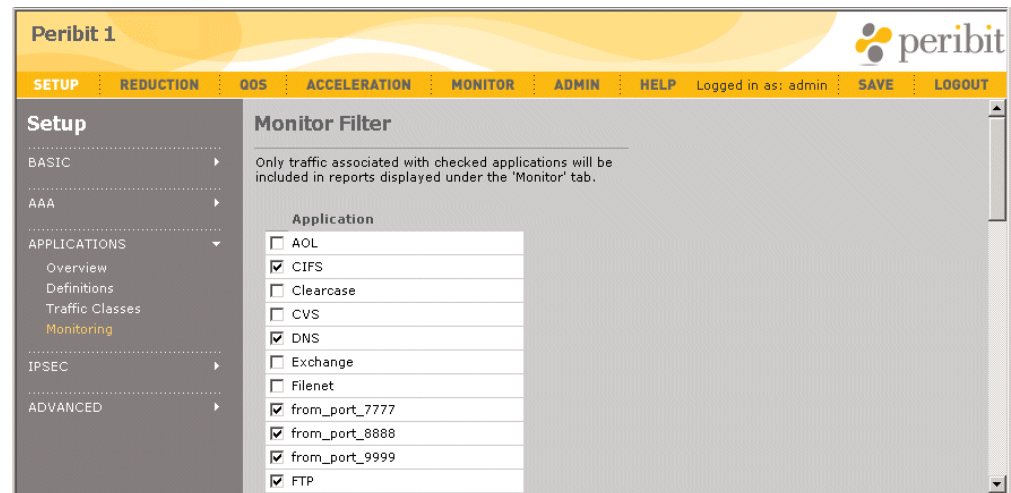 Peribit 1
peribit
SETUP REDUCTION QOS ACCELERATION MONITOR ADMIN HELP Logged in as: admin SAVE LOGOUT
Setup
BASIC
AAA
APPLICATIONS
Overview
Definitions
Traffic Classes
Monitoring
IPSEC
ADVANCED
Monitor Filter
Only traffic associated with checked applications will be
included in reports displayed under the 'Monitor' tab.
Application
AOL
CIFS
Clearcase
CVS
DNS
Exchange
Filenet
from_port_7777
from_port_8888
from_port_9999
FTP